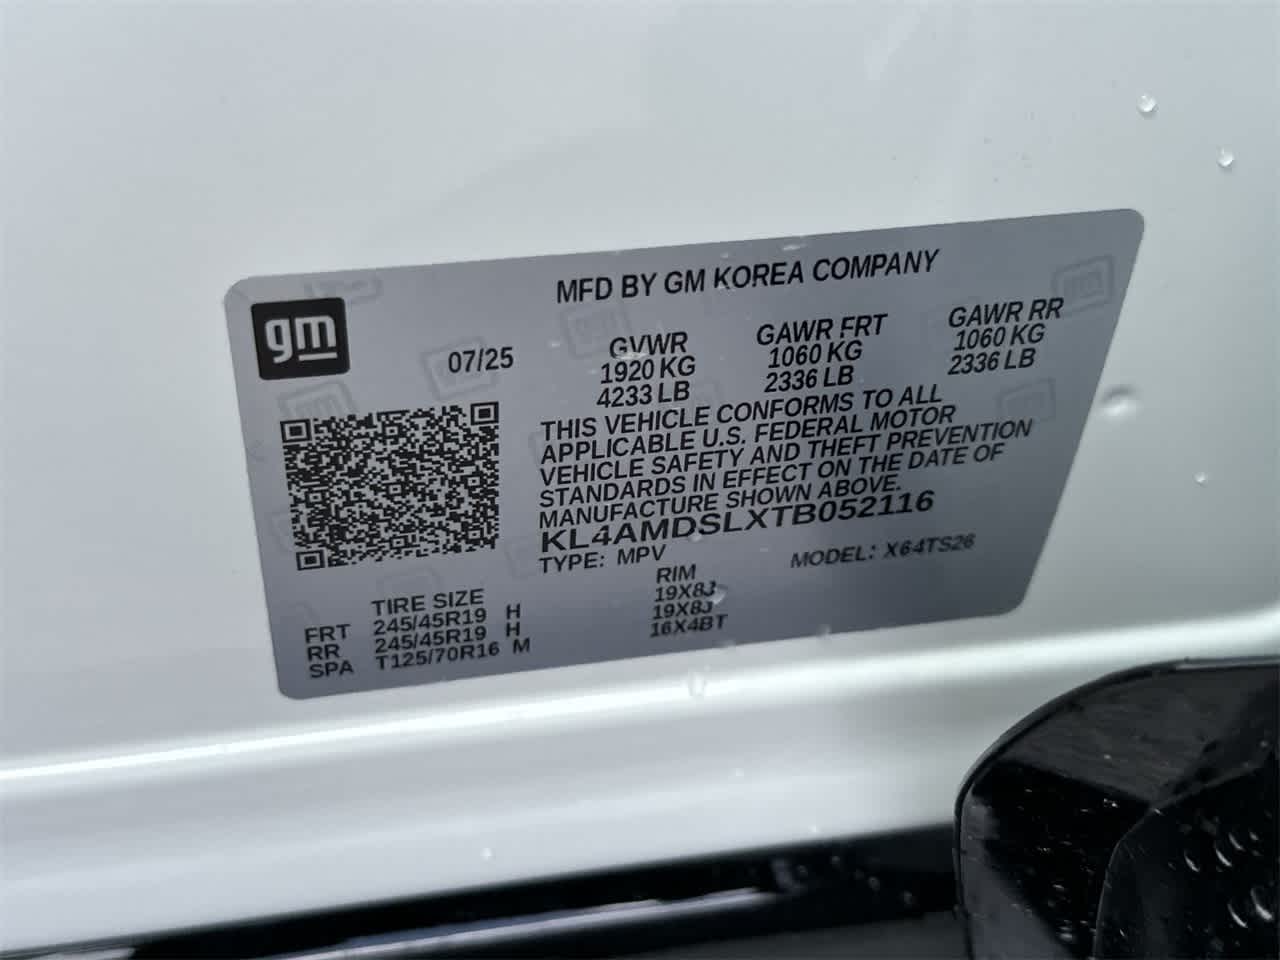 MFD BY GM KOREA COMPANY
gm
07/25
GVWR GAWR FRT GAWR RR
1920 KG 1060 KG 1060 KG
4233 LB 2336 LB 2336 LB
THIS VEHICLE CONFORMS TO ALL
APPLICABLE U.S. FEDERAL MOTOR
VEHICLE SAFETY AND THEFT PREVENTION
STANDARDS IN EFFECT ON THE DATE OF
MANUFACTURE SHOWN ABOVE.
KL4AMDSLXTB052116
TYPE: MPV MODEL: X64TS26
TIRE SIZE RIM
FRT 245/45R19 H 19X8J
RR 245/45R19 H 19X8J
SPA T125/70R16 M 16X4BT